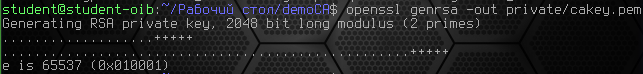 student@student-oib:~/Рабочий стол/demoCA$ openssl genrsa -out private/cakey.pem
Generating RSA private key, 2048 bit long modulus (2 primes)
....................+++++
.......................................................+++++
e is 65537 (0x010001)